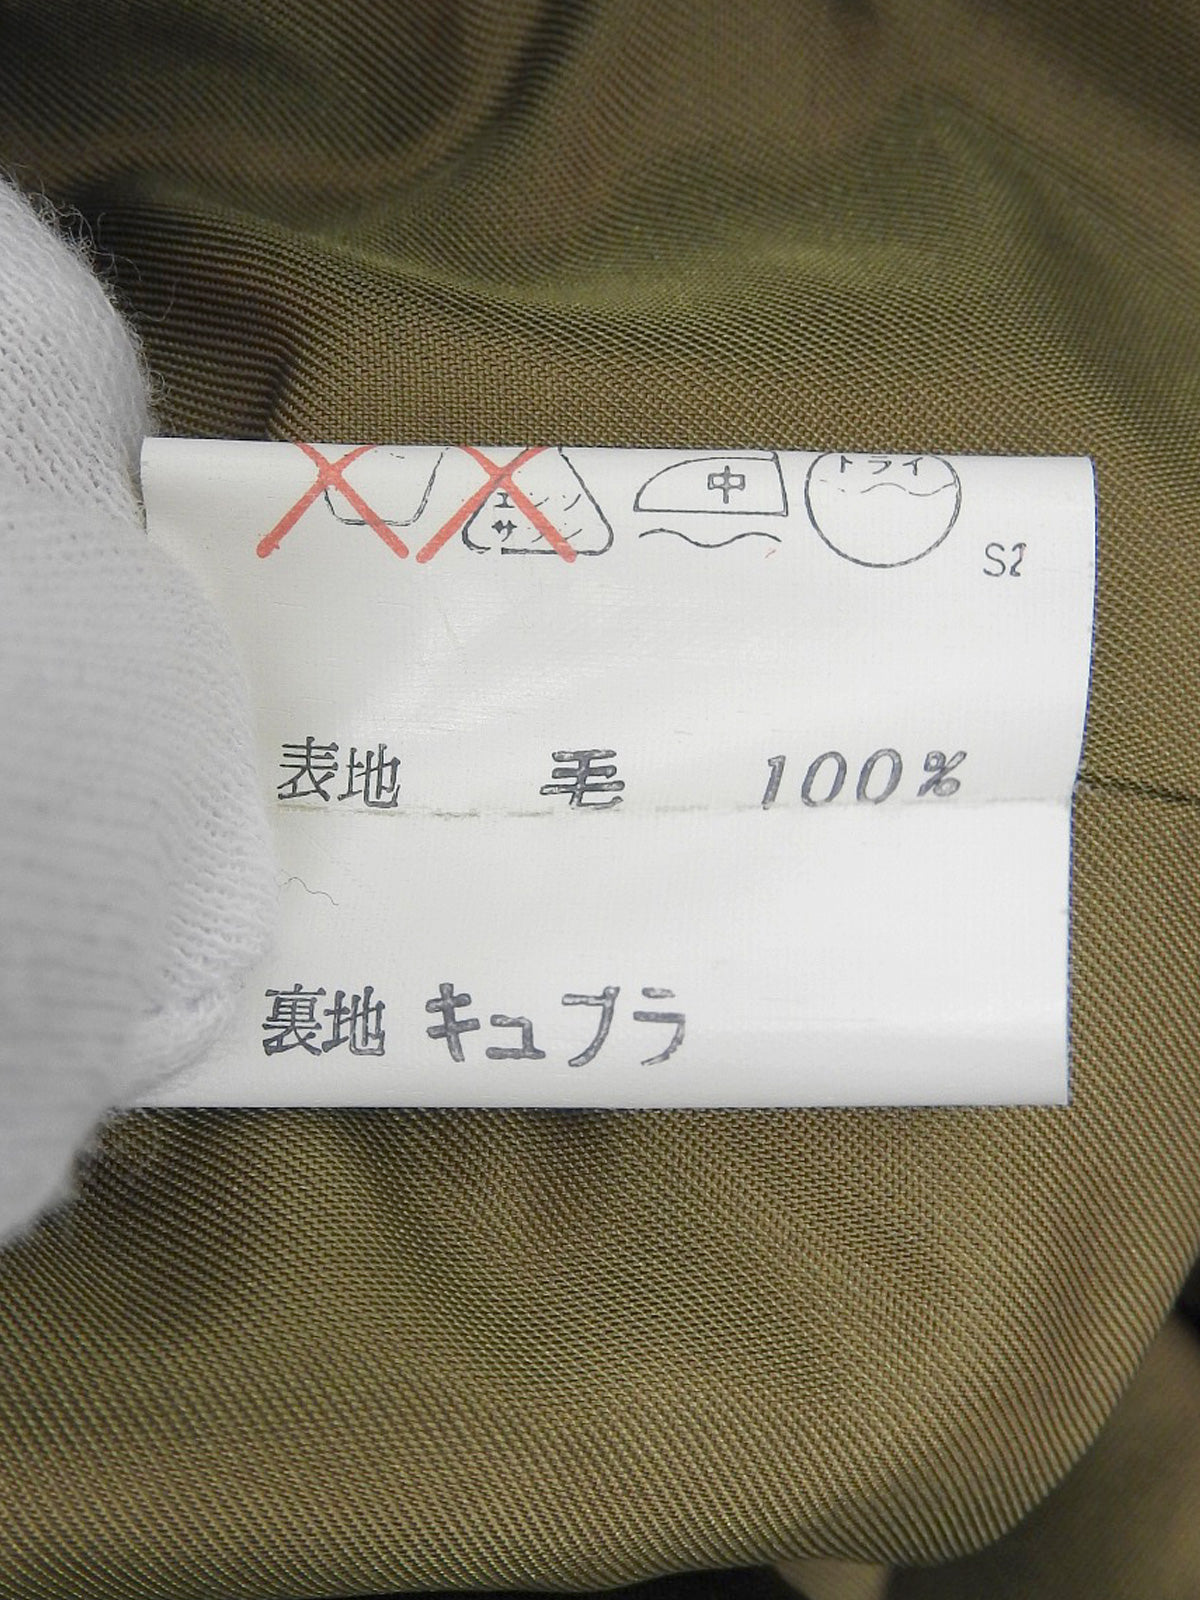 エンソ
サラシ
中
ドライ
S2
表地 毛 100%
裏地 キュプラ